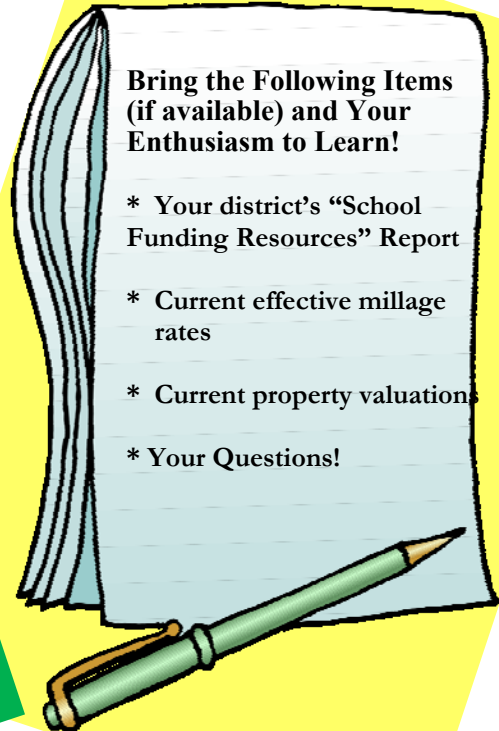 Bring the Following Items
(if available) and Your
Enthusiasm to Learn!
* Your district's “School
Funding Resources” Report
* Current effective millage
rates
* Current property valuations
* Your Questions!